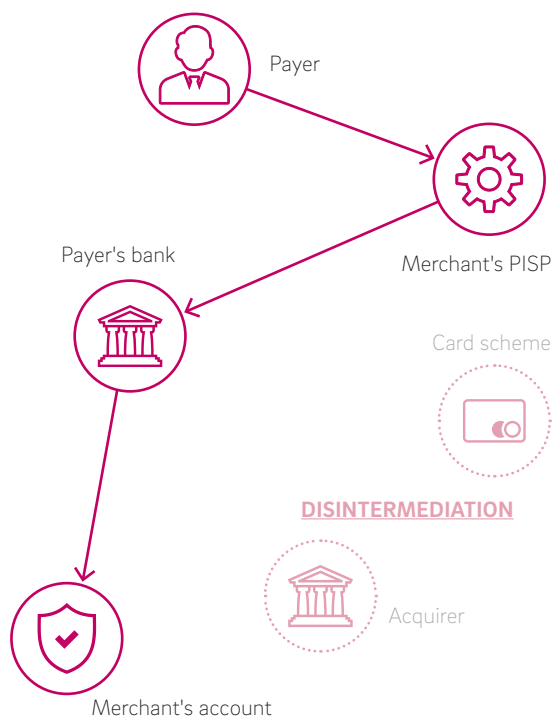 Payer
Payer's bank
Merchant's PISP
Card scheme
DISINTERMEDIATION
Acquirer
Merchant's account